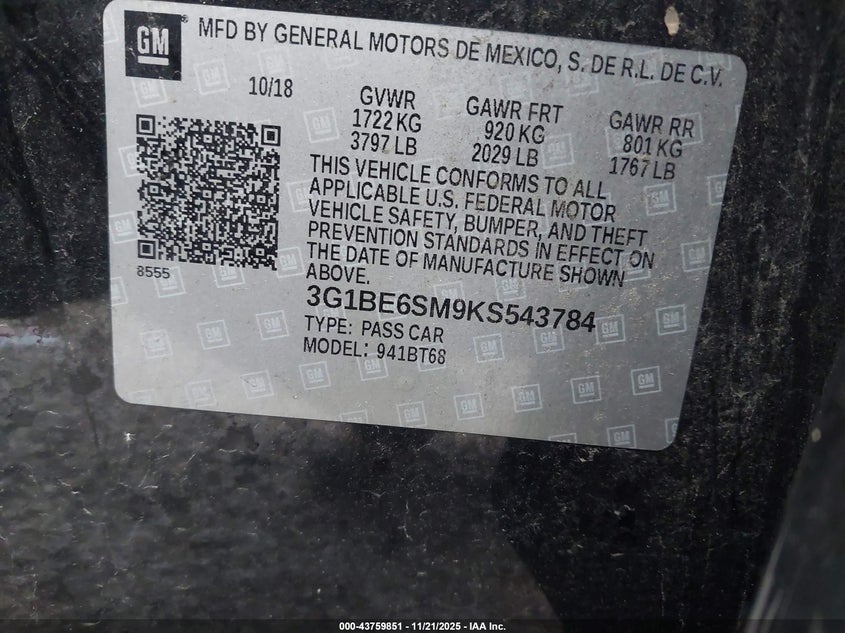 GM
®
MFD BY GENERAL MOTORS DE MEXICO, S. DE R.L. DE C.V.
10/18
GVWR
1722 KG
3797 LB
GAWR FRT
920 KG
2029 LB
GAWR RR
801 KG
1767 LB
THIS VEHICLE CONFORMS TO ALL
APPLICABLE U.S. FEDERAL MOTOR
VEHICLE SAFETY, BUMPER, AND THEFT
PREVENTION STANDARDS IN EFFECT ON
THE DATE OF MANUFACTURE SHOWN
ABOVE.
8555
3G1BE6SM9KS543784
TYPE: PASS CAR
MODEL: 941BT68
000-43759851 - 11/21/2025 - IAA Inc.